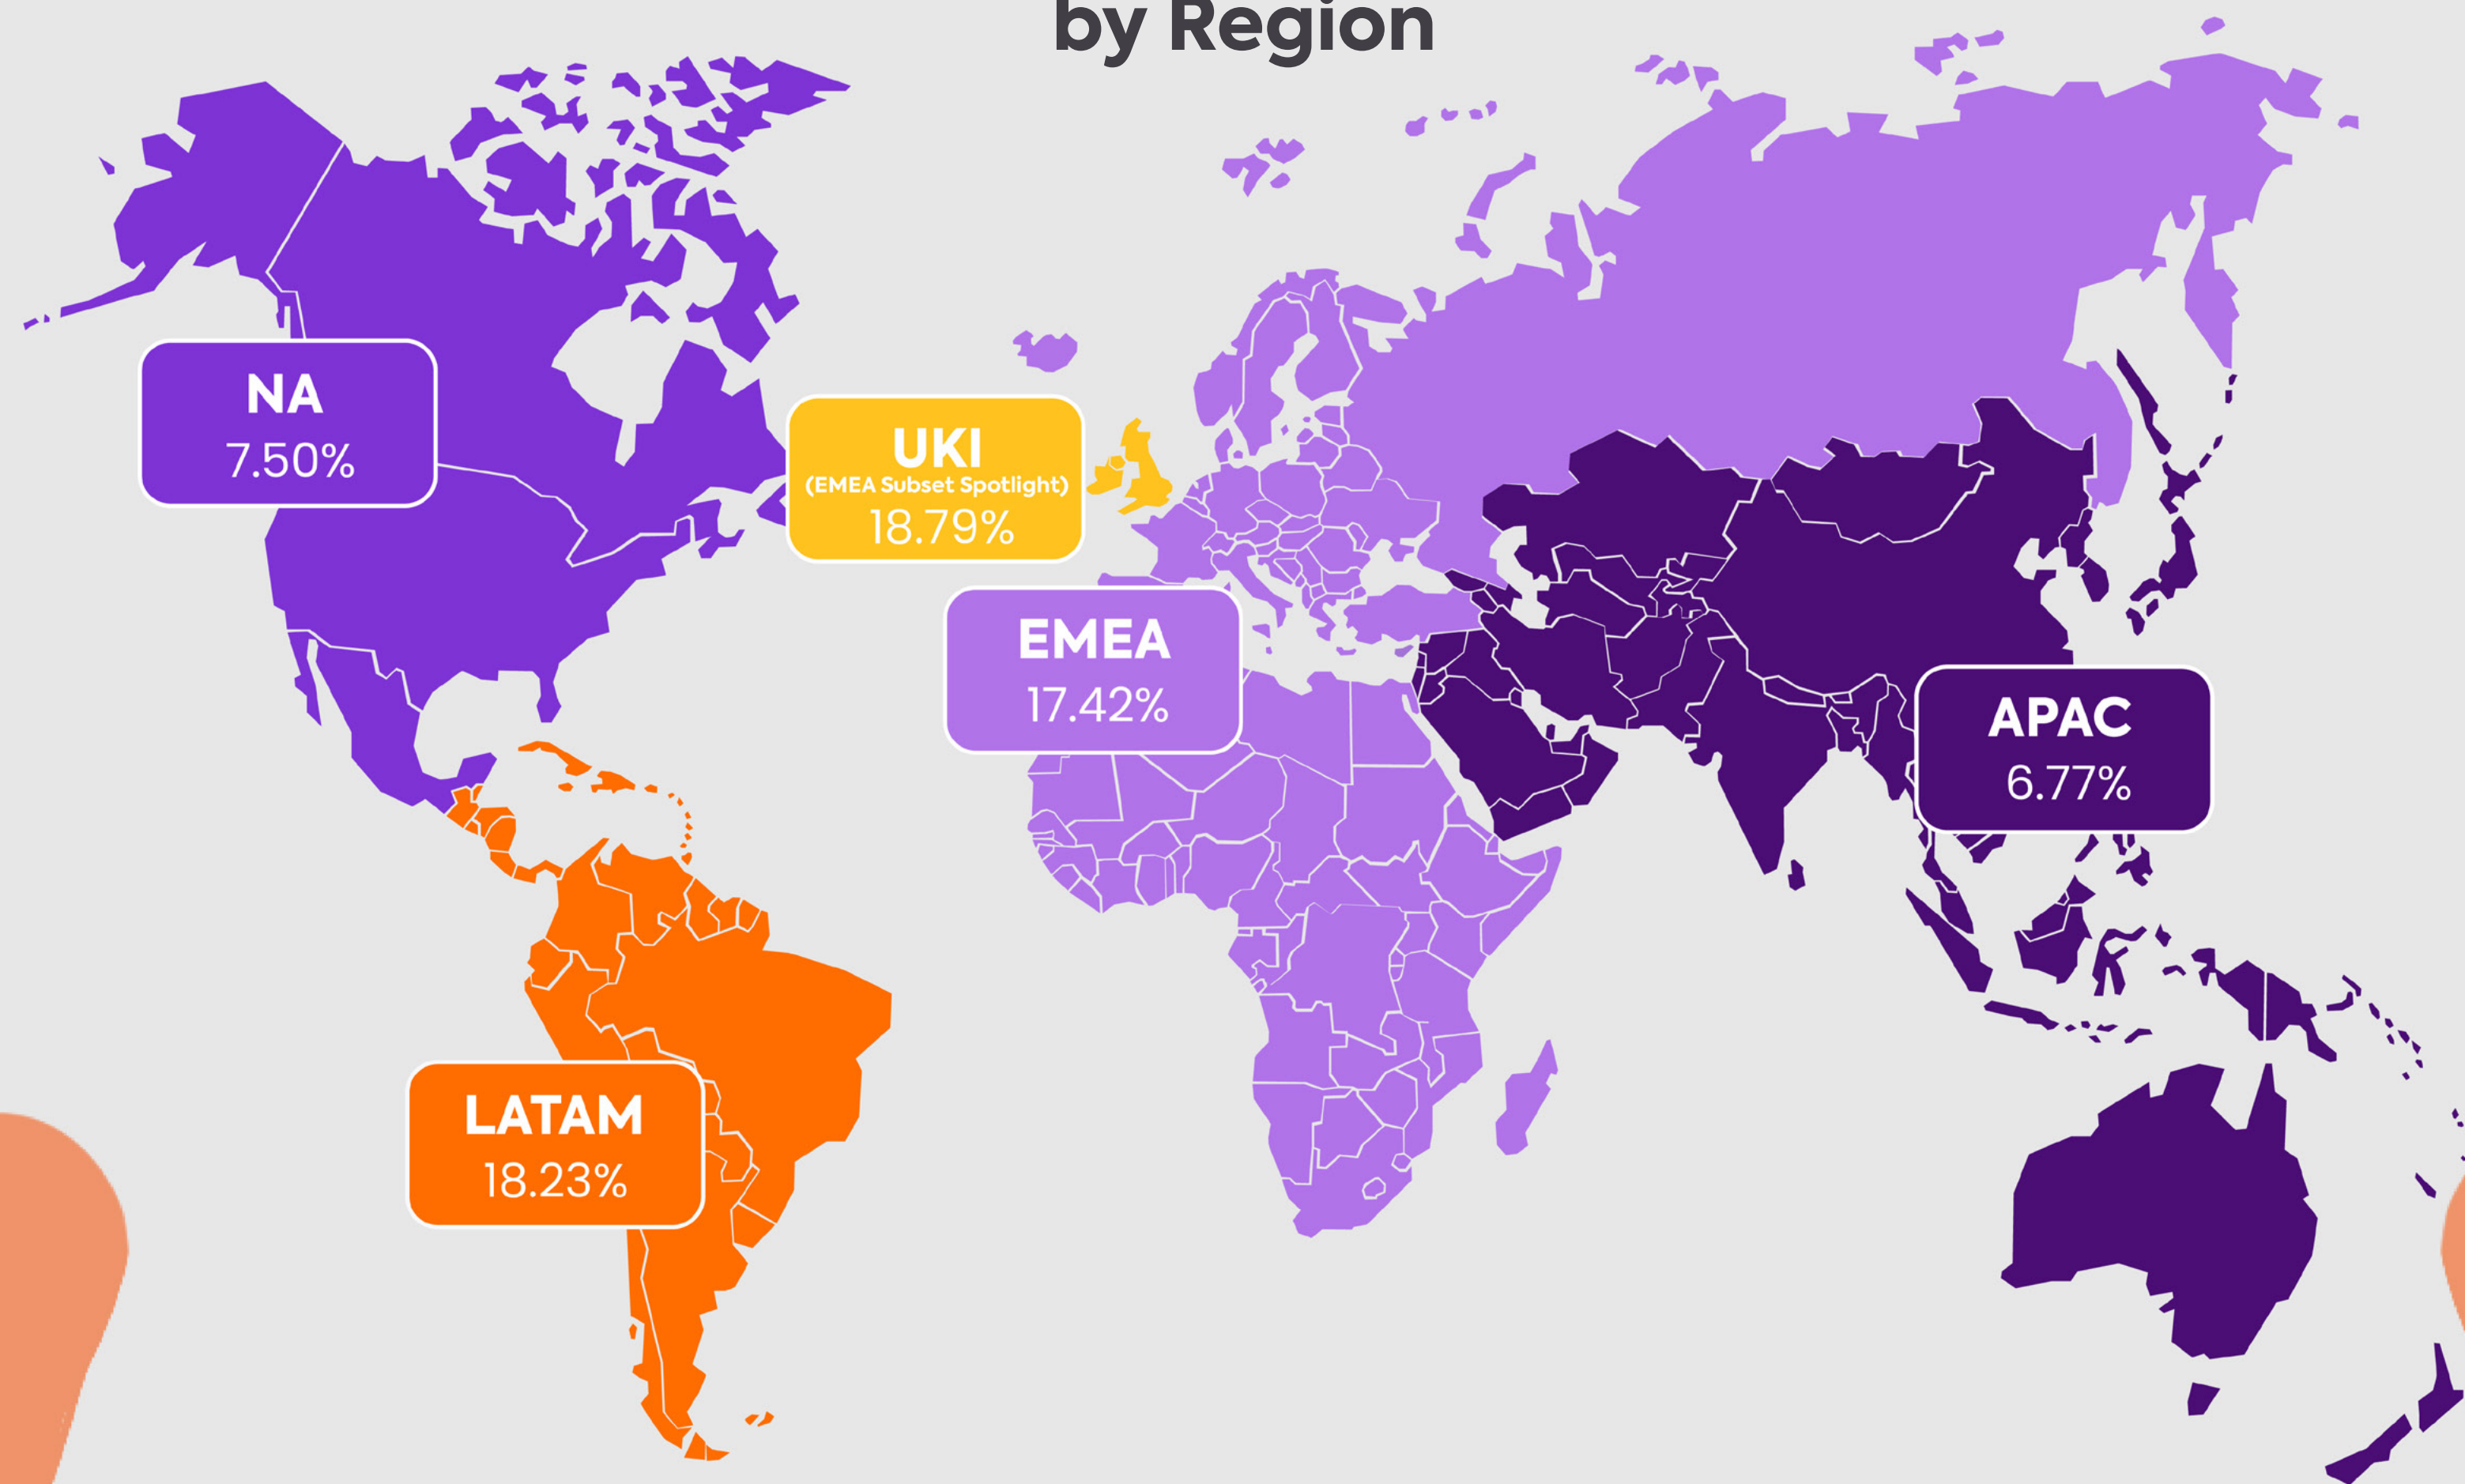 by Region
NA
7.50%
UKI
(EMEA Subset Spotlight)
18.79%
EMEA
17.42%
APAC
6.77%
LATAM
18.23%